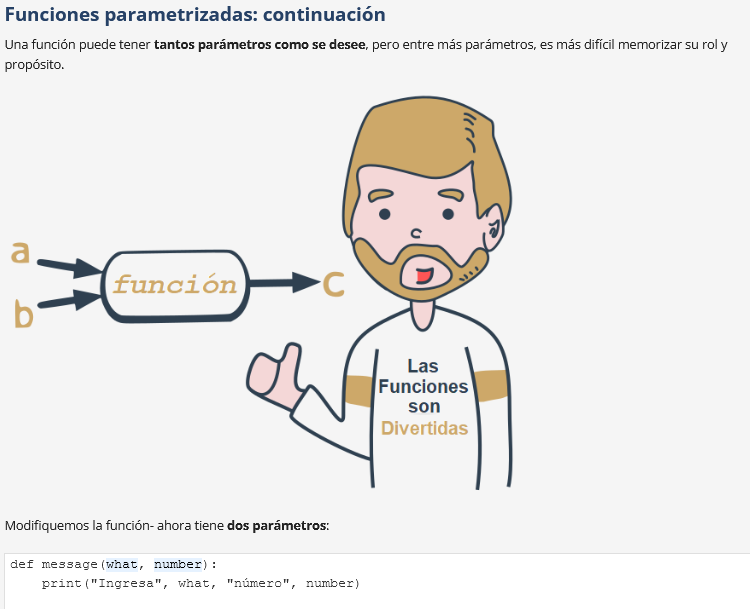 Funciones parametrizadas: continuación
Una función puede tener tantos parámetros como se desee, pero entre más parámetros, es más difícil memorizar su rol y
propósito.
a
b
función
C
Las
Funciones
son
Divertidas
Modifiquemos la función- ahora tiene dos parámetros:
def message(what, number):
    print("Ingresa", what, "número", number)